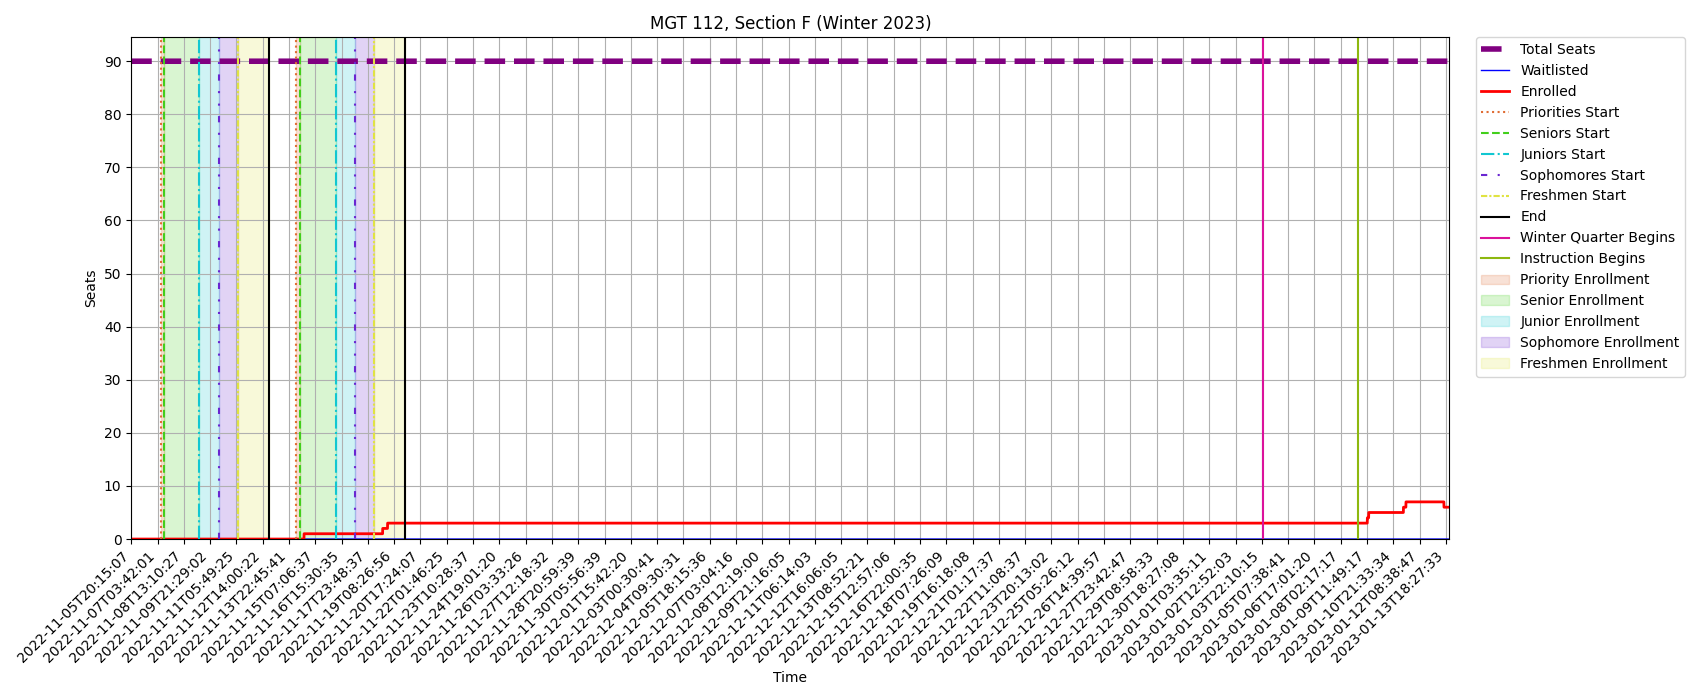 MGT 112, Section F (Winter 2023)
Seats
90
80
70
60
50
40
30
20
10
0
2022-11-05T20:15:07
2022-11-07T03:42:01
2022-11-08T13:10:27
2022-11-09T21:29:02
2022-11-11T05:49:25
2022-11-12T14:00:22
2022-11-13T22:45:41
2022-11-15T07:06:37
2022-11-16T15:30:35
2022-11-17T23:48:37
2022-11-19T08:26:56
2022-11-20T17:24:07
2022-11-22T01:46:25
2022-11-23T10:28:37
2022-11-24T19:01:20
2022-11-26T03:33:26
2022-11-27T12:18:32
2022-11-28T20:59:39
2022-11-30T05:56:39
2022-12-01T15:42:20
2022-12-03T00:30:41
2022-12-04T09:30:31
2022-12-05T18:15:36
2022-12-07T03:04:16
2022-12-08T12:19:00
2022-12-09T21:16:05
2022-12-11T06:14:03
2022-12-12T16:06:05
2022-12-13T08:52:21
2022-12-15T12:57:06
2022-12-16T22:00:35
2022-12-18T07:26:09
2022-12-19T16:18:08
2022-12-21T01:17:37
2022-12-22T11:08:37
2022-12-23T20:13:02
2022-12-25T05:26:12
2022-12-26T14:39:57
2022-12-27T23:42:47
2022-12-29T08:58:33
2022-12-30T18:27:08
2023-01-01T03:35:11
2023-01-02T12:52:03
2023-01-03T22:10:15
2023-01-05T07:38:41
2023-01-06T17:01:20
2023-01-08T02:17:17
2023-01-09T11:49:17
2023-01-10T21:33:34
2023-01-12T08:38:47
2023-01-13T18:27:33
Time
Total Seats
Waitlisted
Enrolled
Priorities Start
Seniors Start
Juniors Start
Sophomores Start
Freshmen Start
End
Winter Quarter Begins
Instruction Begins
Priority Enrollment
Senior Enrollment
Junior Enrollment
Sophomore Enrollment
Freshmen Enrollment